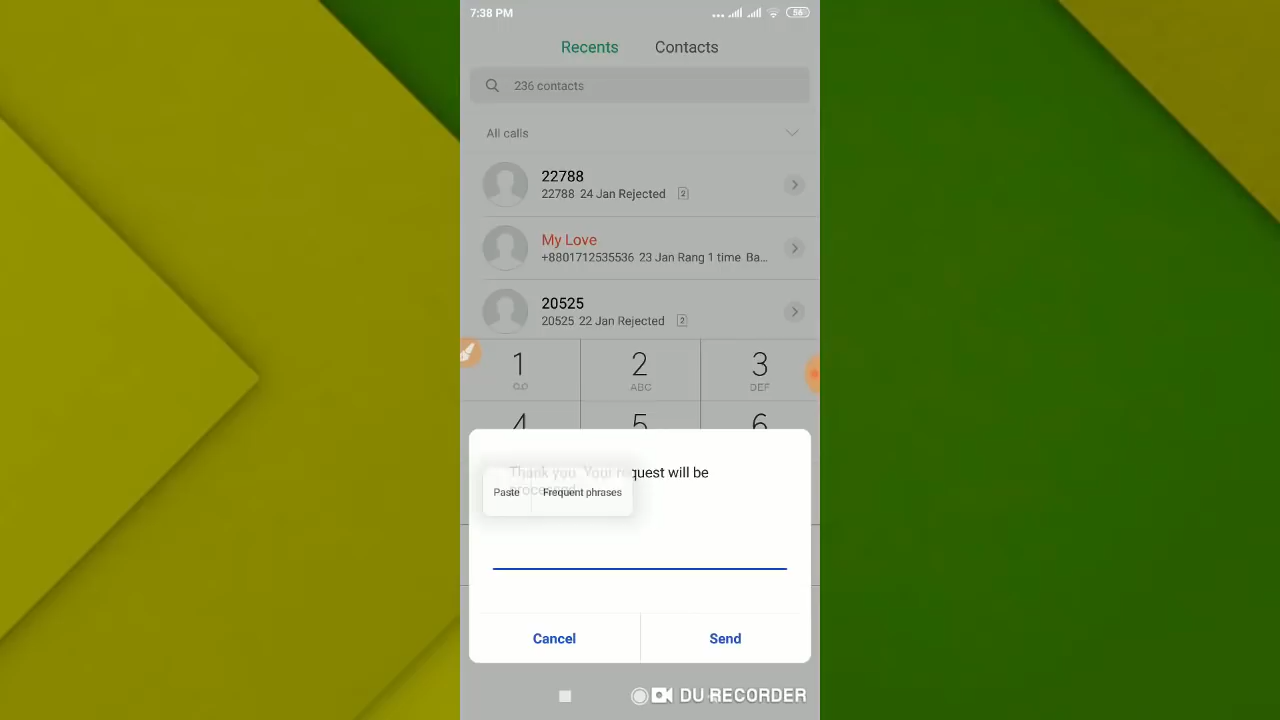 7:38 PM
56
Recents Contacts
236 contacts
All calls
22788
22788 24 Jan Rejected 2
My Love
+8801712535536 23 Jan Rang 1 time Ba...
20525
20525 22 Jan Rejected 2
1 2 3
ABC DEF
4 5 6
Thank you. Your request will be
processed
Paste Frequent phrases
Cancel Send
DU RECORDER